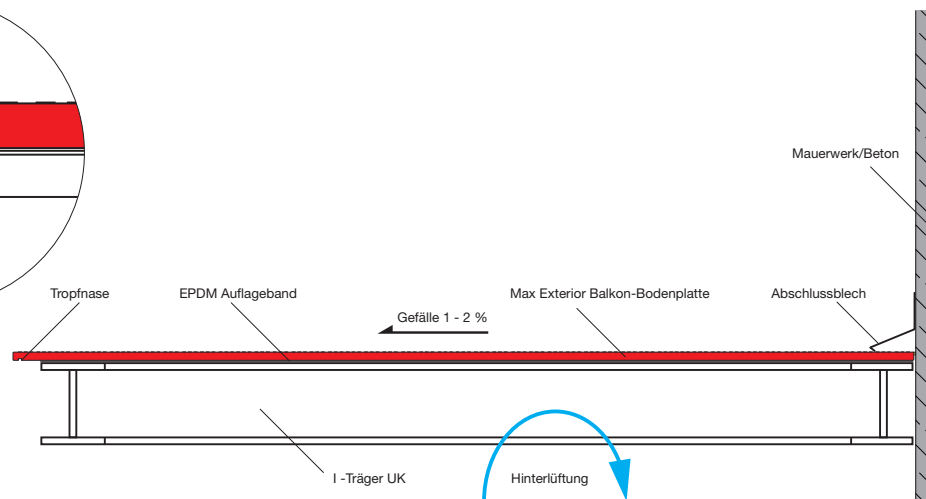 Mauerwerk/Beton
Tropfnase
EPDM Auflageband
Max Exterior Balkon-Bodenplatte
Abschlussblech
Gefälle 1 - 2 %
I -Träger UK
Hinterlüftung